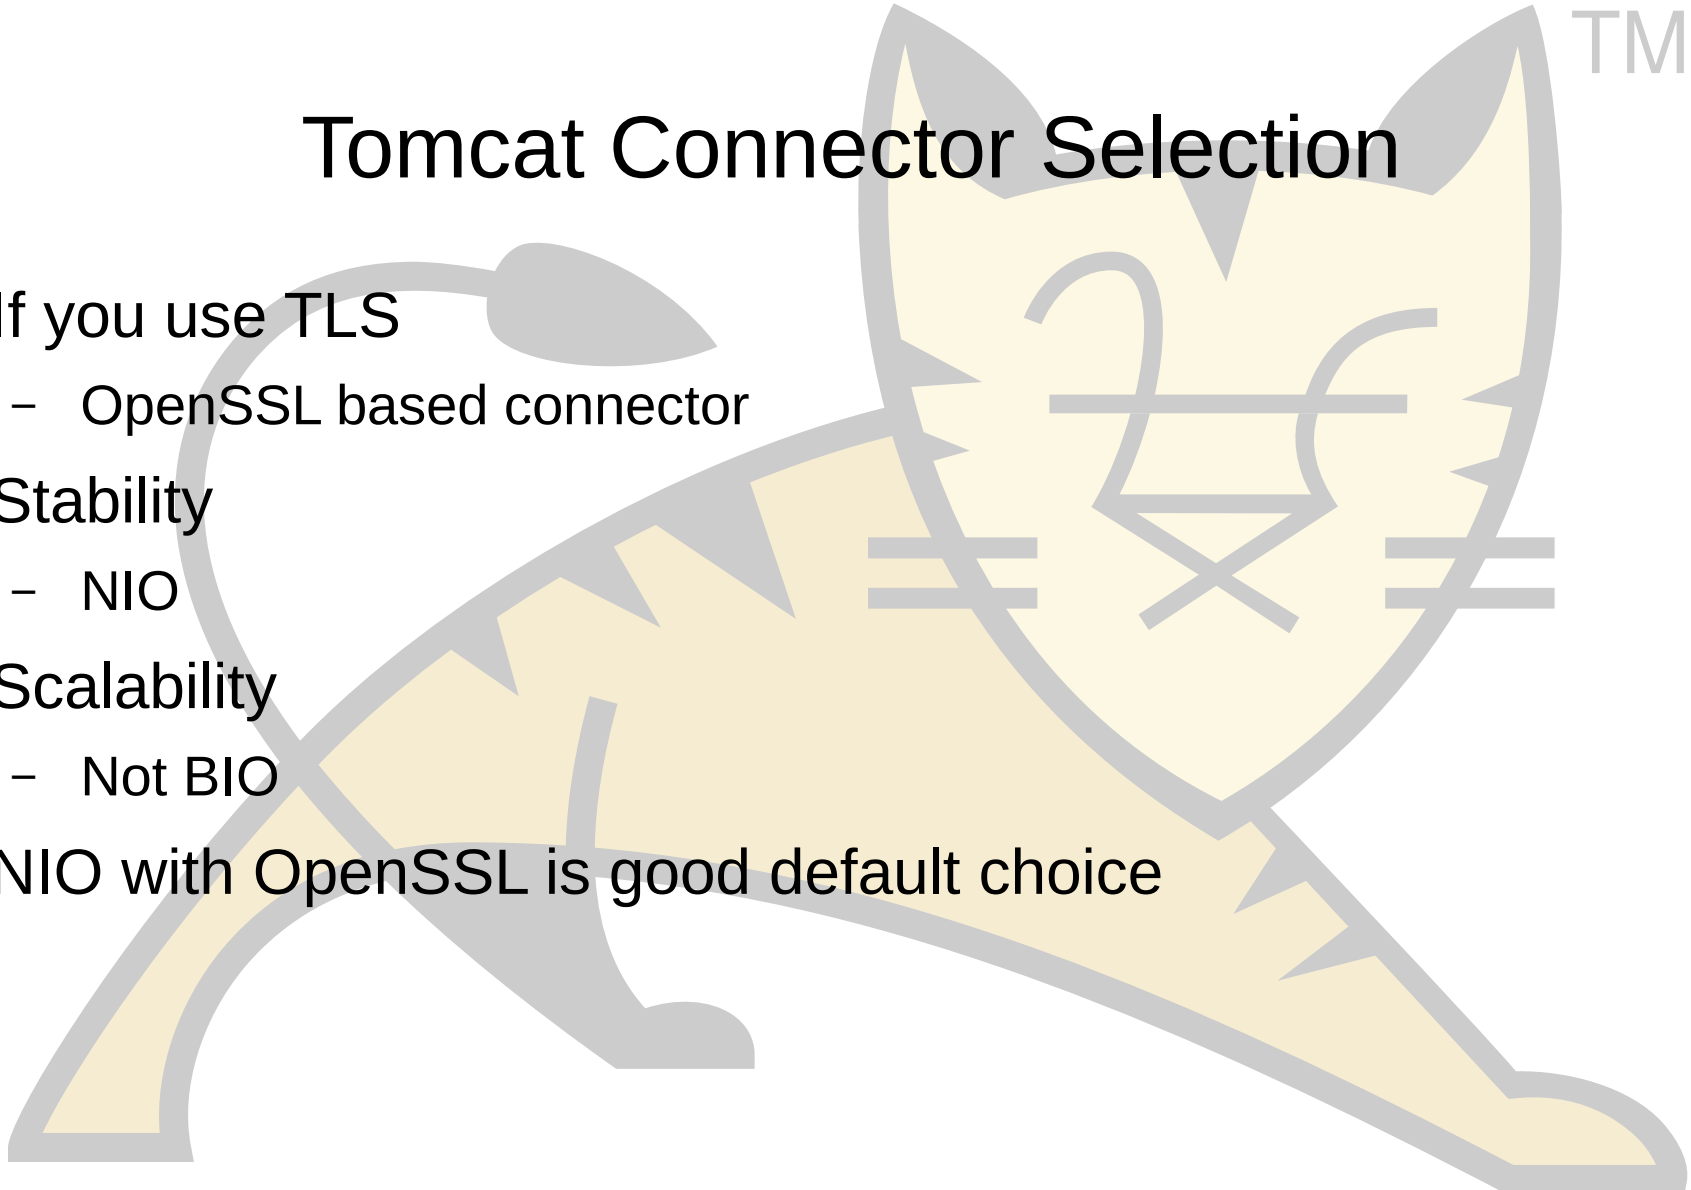 TM
Tomcat Connector Selection
If you use TLS
– OpenSSL based connector
Stability
– NIO
Scalability
– Not BIO
NIO with OpenSSL is good default choice